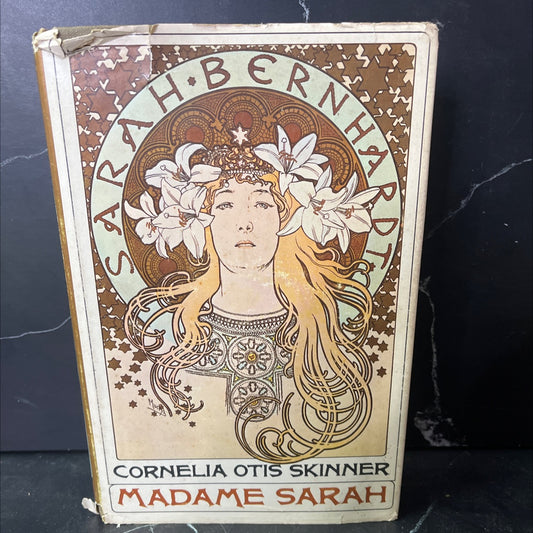 SARAH·BERNHARDT·
CORNELIA OTIS SKINNER
MADAME SARAH